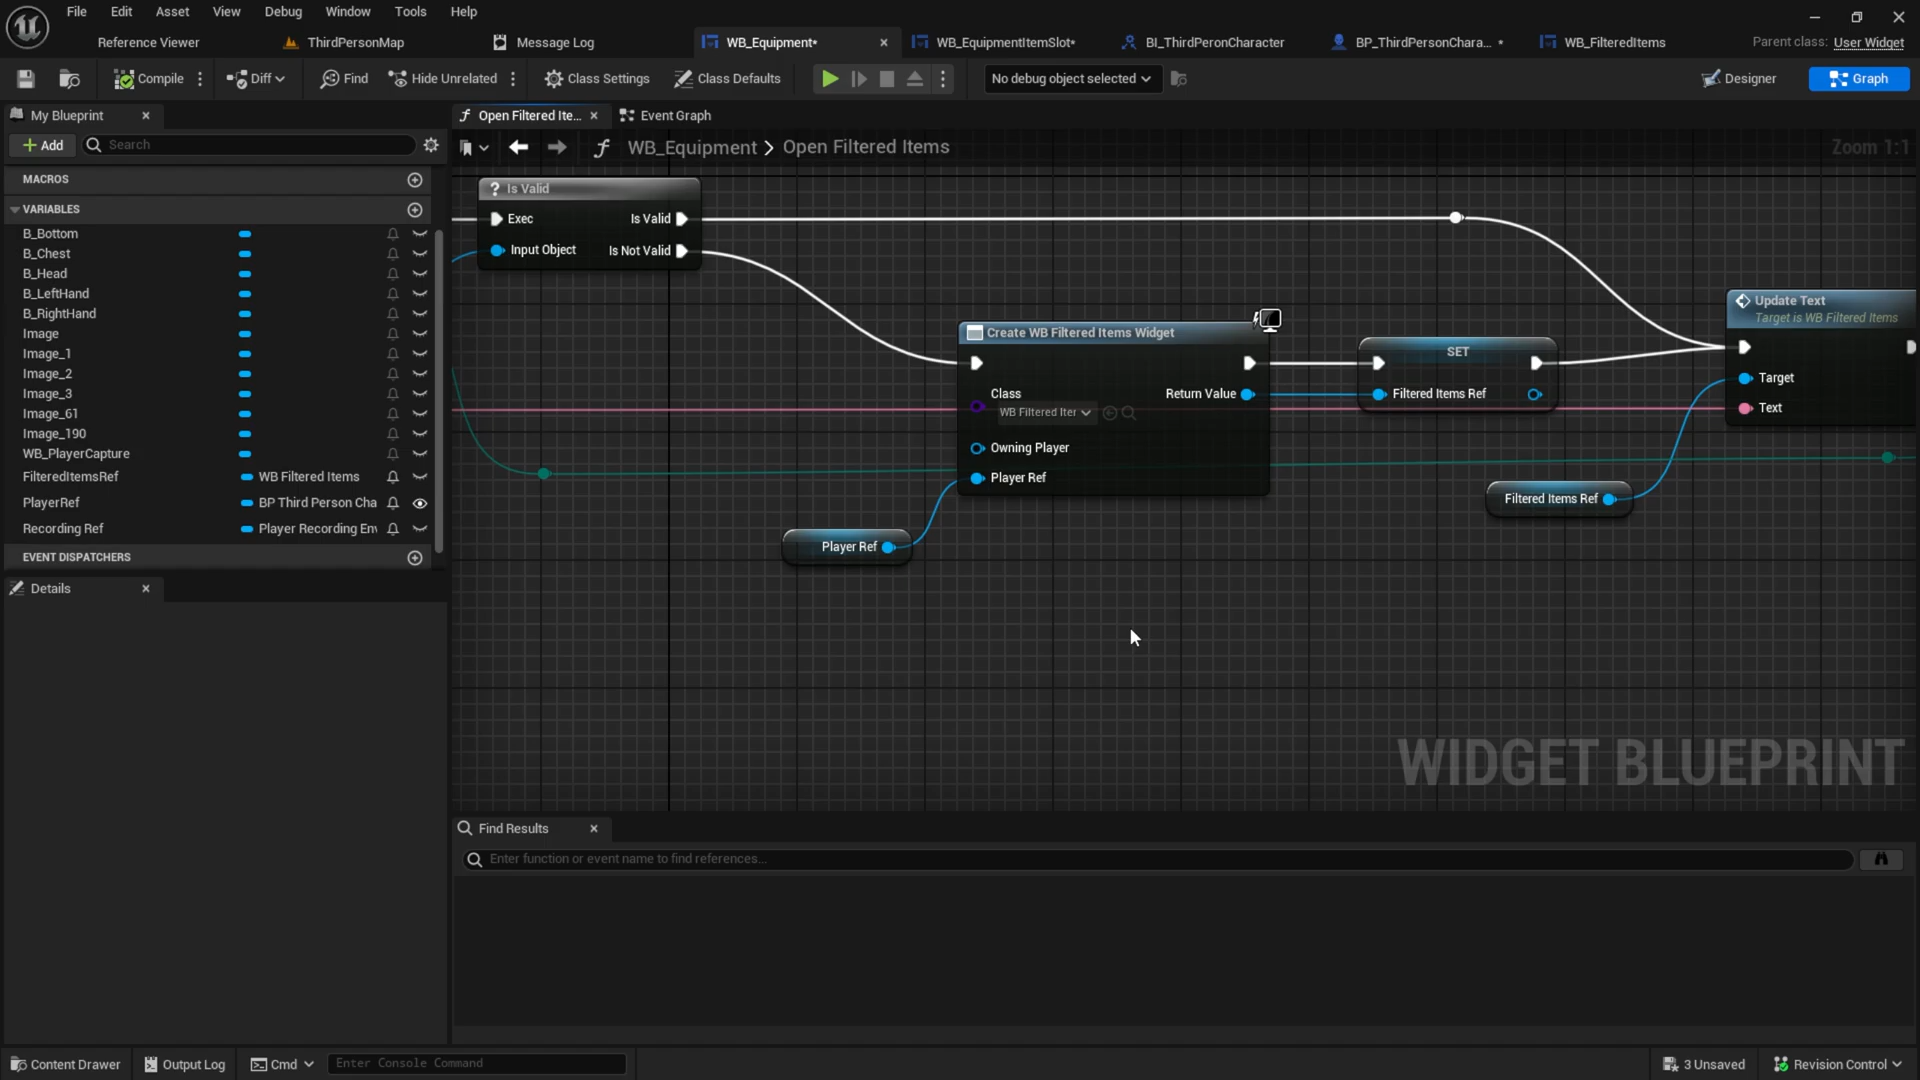 File Edit Asset View Debug Window Tools Help
Reference Viewer ThirdPersonMap Message Log WB_Equipment* WB_EquipmentItemSlot* BI_ThirdPeronCharacter BP_ThirdPersonChara... * WB_FilteredItems Parent class: User Widget
Compile Diff Find Hide Unrelated Class Settings Class Defaults No debug object selected Designer Graph
My Blueprint Open Filtered Ite... Event Graph
Add Search WB_Equipment > Open Filtered Items Zoom 1:1
MACROS
VARIABLES
B_Bottom
B_Chest
B_Head
B_LeftHand
B_RightHand
Image
Image_1
Image_2
Image_3
Image_61
Image_190
WB_PlayerCapture
FilteredItemsRef WB Filtered Items
PlayerRef BP Third Person Cha
Recording Ref Player Recording Env
EVENT DISPATCHERS
Details
? Is Valid
Exec Is Valid
Input Object Is Not Valid
Create WB Filtered Items Widget
Class Return Value
WB Filtered Iter
Owning Player
Player Ref
Player Ref
SET
Filtered Items Ref
Update Text
Target is WB Filtered Items
Target
Text
Filtered Items Ref
WIDGET BLUEPRINT
Find Results
Enter function or event name to find references...
Content Drawer Output Log Cmd Enter Console Command 3 Unsaved Revision Control